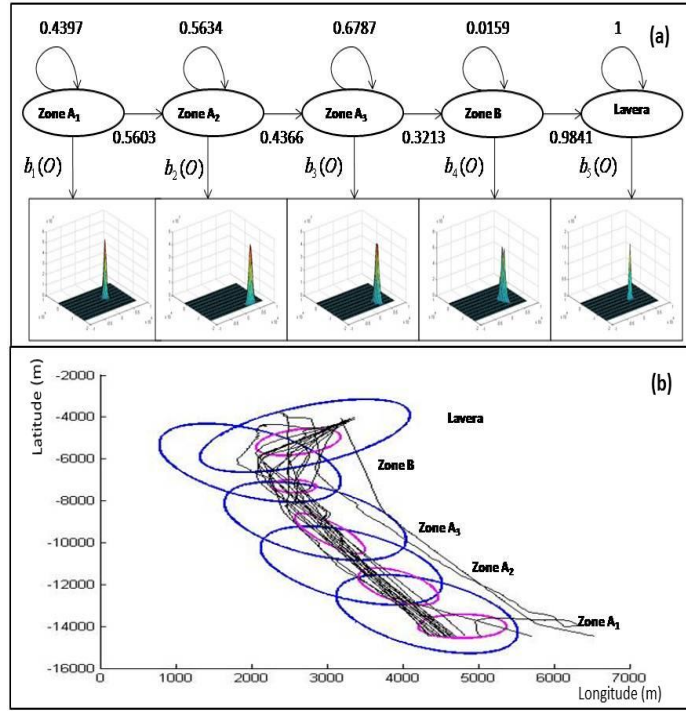 0.4397 0.5634 0.6787 0.0159 1 (a)
Zone A₁ Zone A₂ Zone A₃ Zone B Lavera
0.5603 0.4366 0.3213 0.9841
b₁(O) b₂(O) b₃(O) b₄(O) b₅(O)
(b)
Latitude (m)
-2000
-4000
-6000
-8000
-10000
-12000
-14000
-16000
Lavera
Zone B
Zone A₃
Zone A₂
Zone A₁
0 1000 2000 3000 4000 5000 6000 7000
Longitude (m)